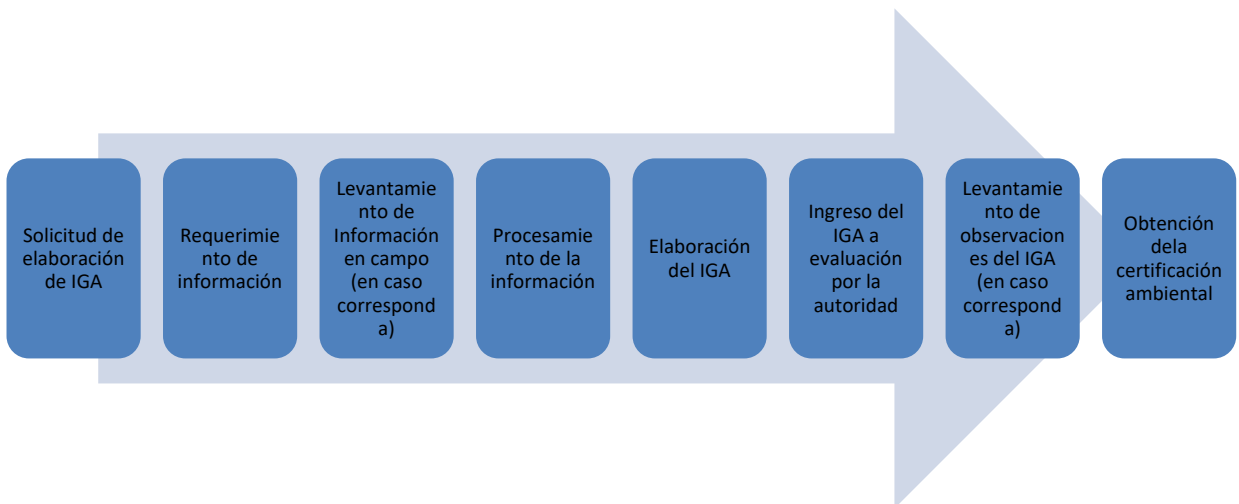 Solicitud de
elaboración
de IGA
Requerimie
nto de
información
Levantamie
nto de
Información
en campo
(en caso
correspond
a)
Procesamie
nto de la
información
Elaboración
del IGA
Ingreso del
IGA a
evaluación
por la
autoridad
Levantamie
nto de
observacion
es del IGA
(en caso
correspond
a)
Obtención
dela
certificación
ambiental